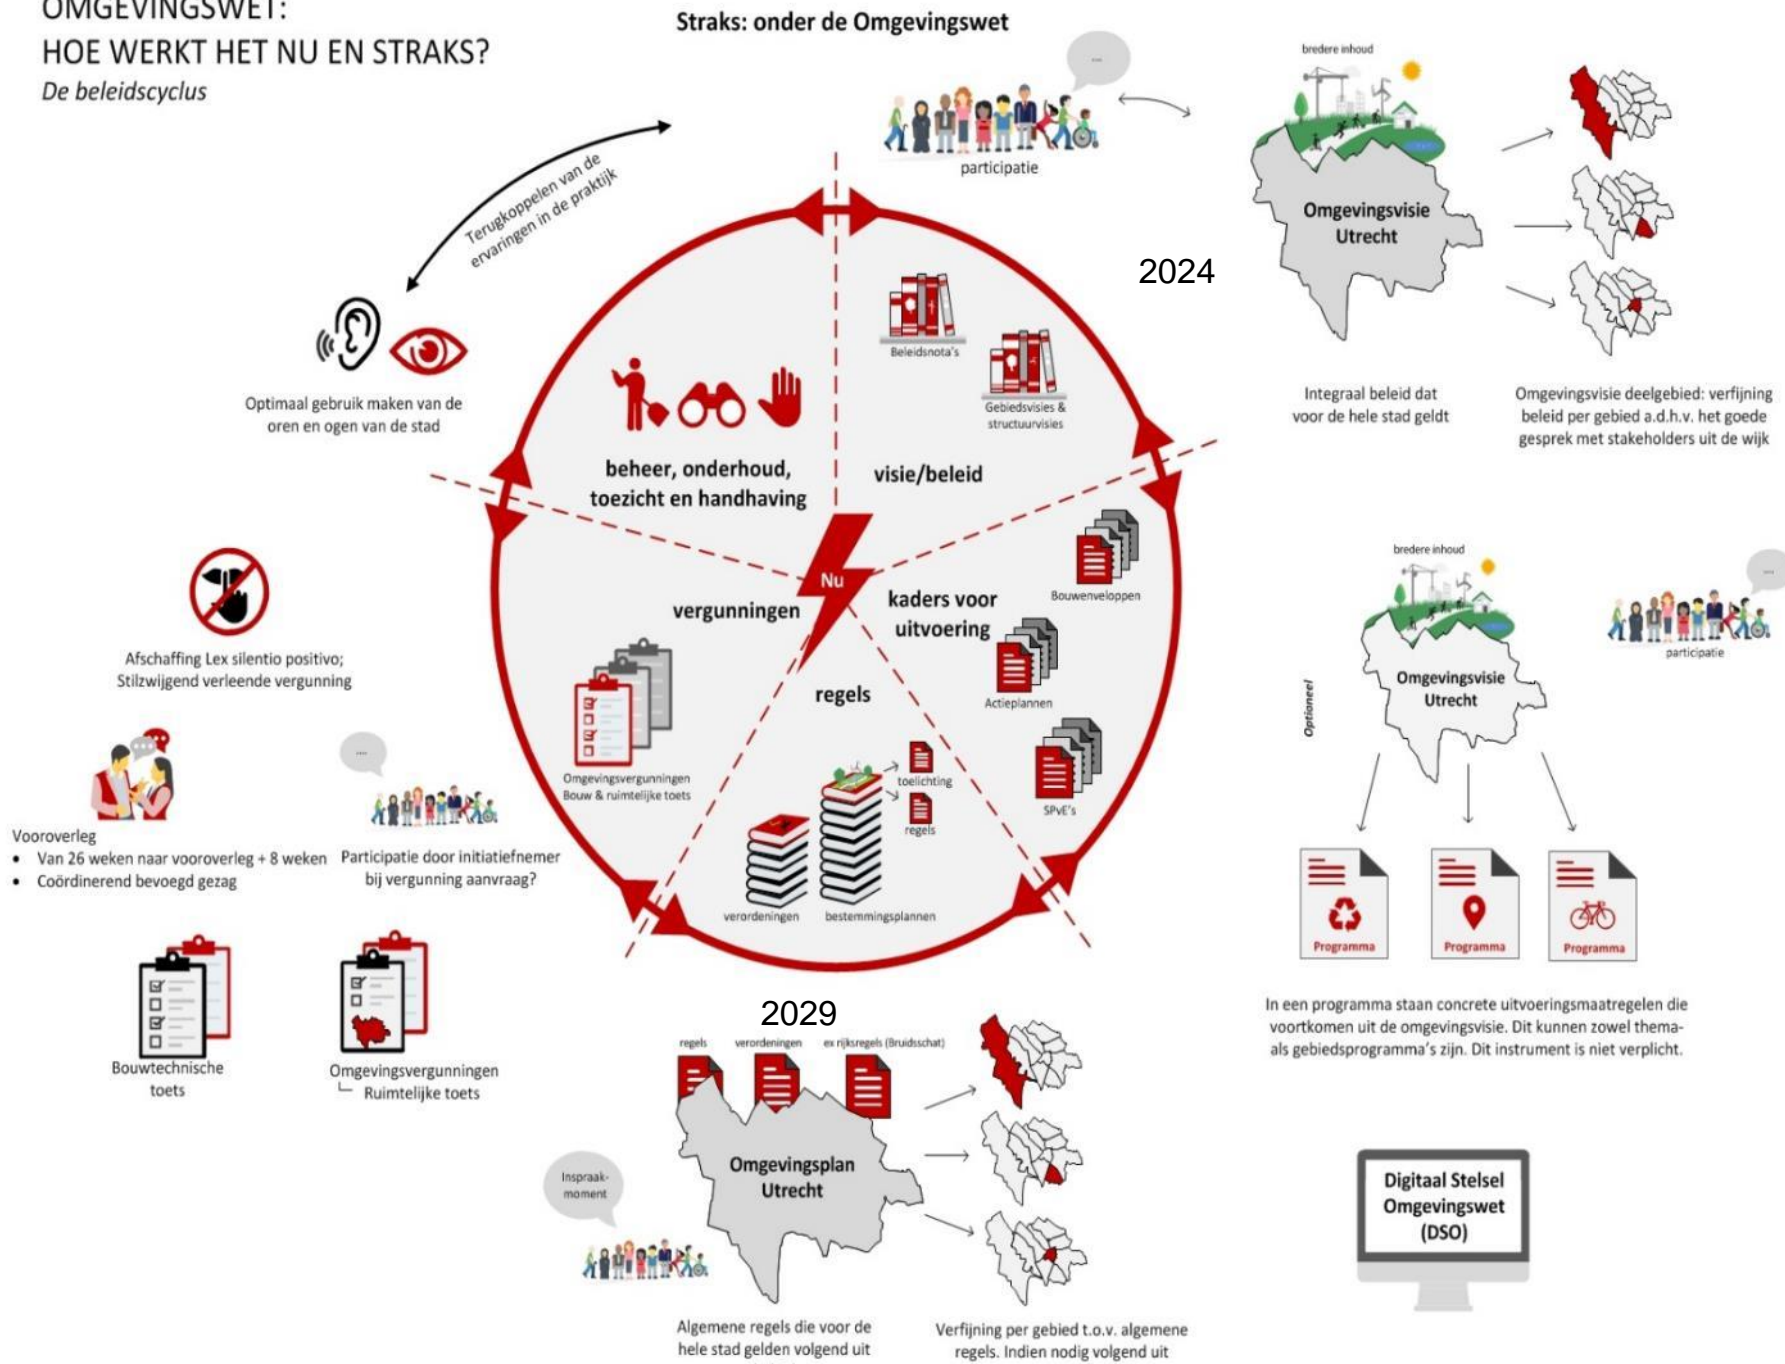 OMGEVINGSWET:
HOE WERKT HET NU EN STRAKS?
De beleidscyclus
Straks: onder de Omgevingswet
....
participatie
bredere inhoud
Omgevingsvisie
Utrecht
2024
Integraal beleid dat
voor de hele stad geldt
Omgevingsvisie deelgebied: verfijning
beleid per gebied a.d.h.v. het goede
gesprek met stakeholders uit de wijk
Terugkoppelen van de
ervaringen in de praktijk
Optimaal gebruik maken van de
oren en ogen van de stad
beheer, onderhoud,
toezicht en handhaving
Beleidsnota's
Gebiedsvisies &
structuurvisies
visie/beleid
Nu
vergunningen
Omgevingsvergunningen
Bouw & ruimtelijke toets
kaders voor
uitvoering
Bouwenveloppen
Actieplannen
SPvE's
regels
toelichting
regels
verordeningen
bestemmingsplannen
Afschaffing Lex silentio positivo;
Stilzwijgend verleende vergunning
Vooroverleg
• Van 26 weken naar vooroverleg + 8 weken
• Coördinerend bevoegd gezag
....
Participatie door initiatiefnemer
bij vergunning aanvraag?
Bouwtechnische
toets
Omgevingsvergunningen
Ruimtelijke toets
bredere inhoud
Omgevingsvisie
Utrecht
....
participatie
Optioneel
Programma
Programma
Programma
In een programma staan concrete uitvoeringsmaatregelen die
voortkomen uit de omgevingsvisie. Dit kunnen zowel thema-
als gebiedsprogramma's zijn. Dit instrument is niet verplicht.
2029
regels
verordeningen
ex rijksregels (Bruidsschat)
Omgevingsplan
Utrecht
Inspraak-
moment
Algemene regels die voor de
hele stad gelden volgend uit
Verfijning per gebied t.o.v. algemene
regels. Indien nodig volgend uit
Digitaal Stelsel
Omgevingswet
(DSO)